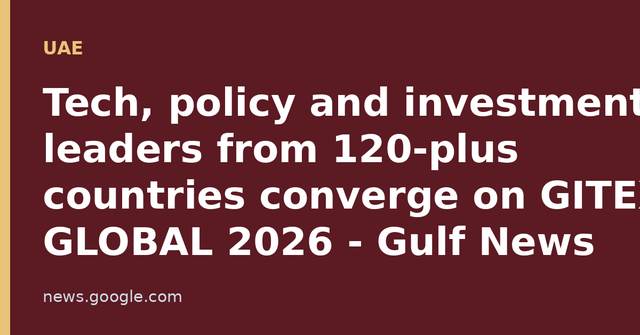 UAE
Tech, policy and investment
leaders from 120-plus
countries converge on GITE
GLOBAL 2026 - Gulf News
news.google.com